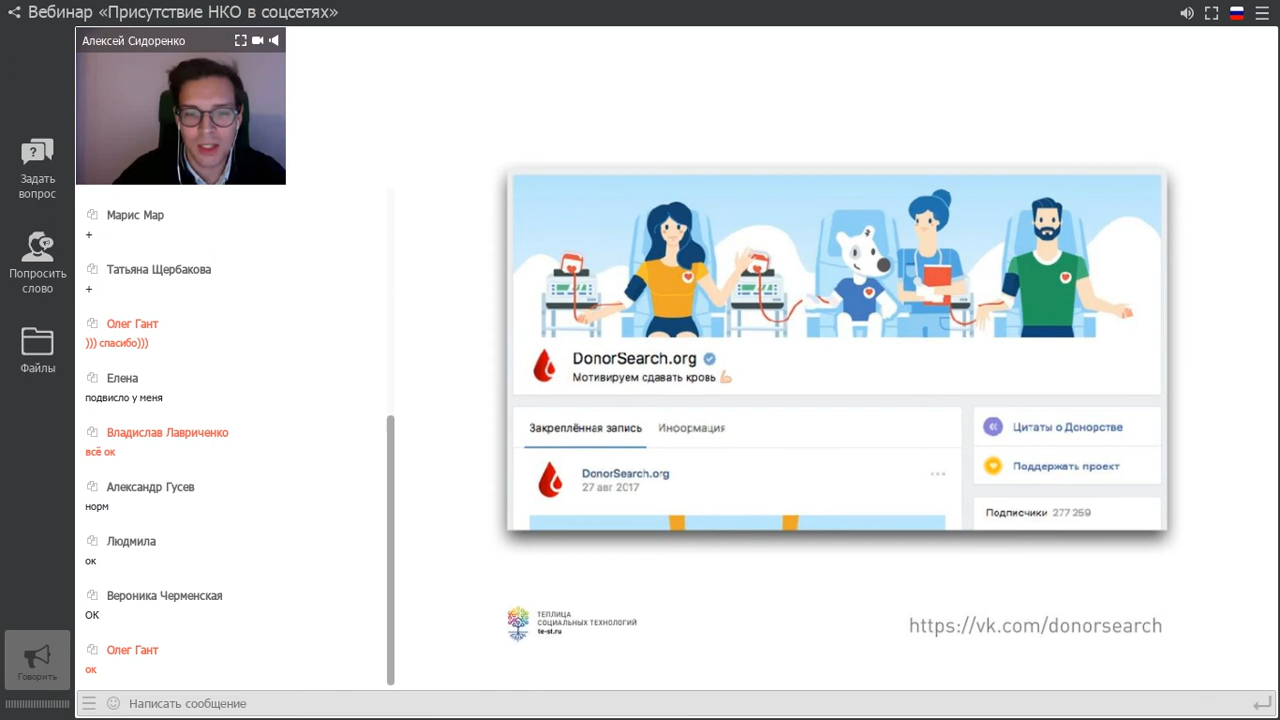 Вебинар «Присутствие НКО в соцсетях»
Алексей Сидоренко
Задать
вопрос
Попросить
слово
Файлы
Говорить
Марис Мар
+
Татьяна Щербакова
+
Олег Гант
))) спасибо)))
Елена
подвисло у меня
Владислав Лавриченко
всё ок
Александр Гусев
норм
Людмила
ок
Вероника Черменская
ОК
Олег Гант
ок
Написать сообщение
DonorSearch.org
Мотивируем сдавать кровь
Закреплённая запись Информация
DonorSearch.org
27 авг 2017
Цитаты о Донорстве
Поддержать проект
Подписчики 277 259
ТЕПЛИЦА
СОЦИАЛЬНЫХ ТЕХНОЛОГИЙ
te-st.ru
https://vk.com/donorsearch